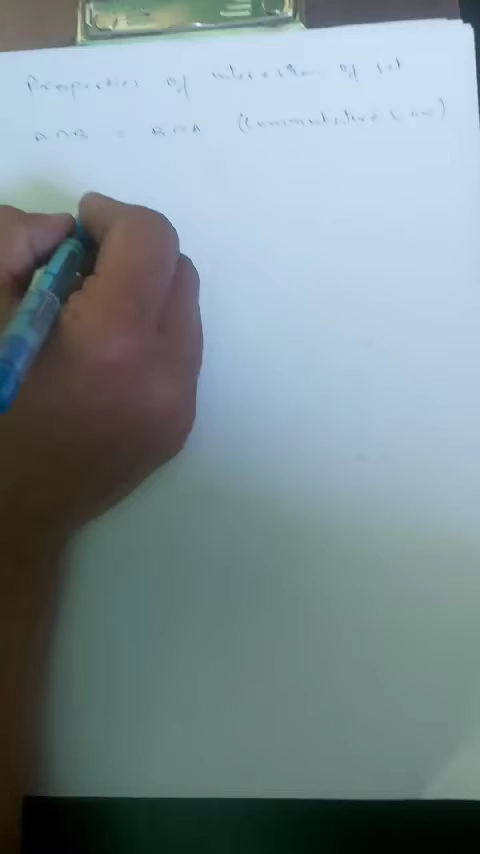 Properties of intersection of set
A∩B = B∩A (Commutative Law)